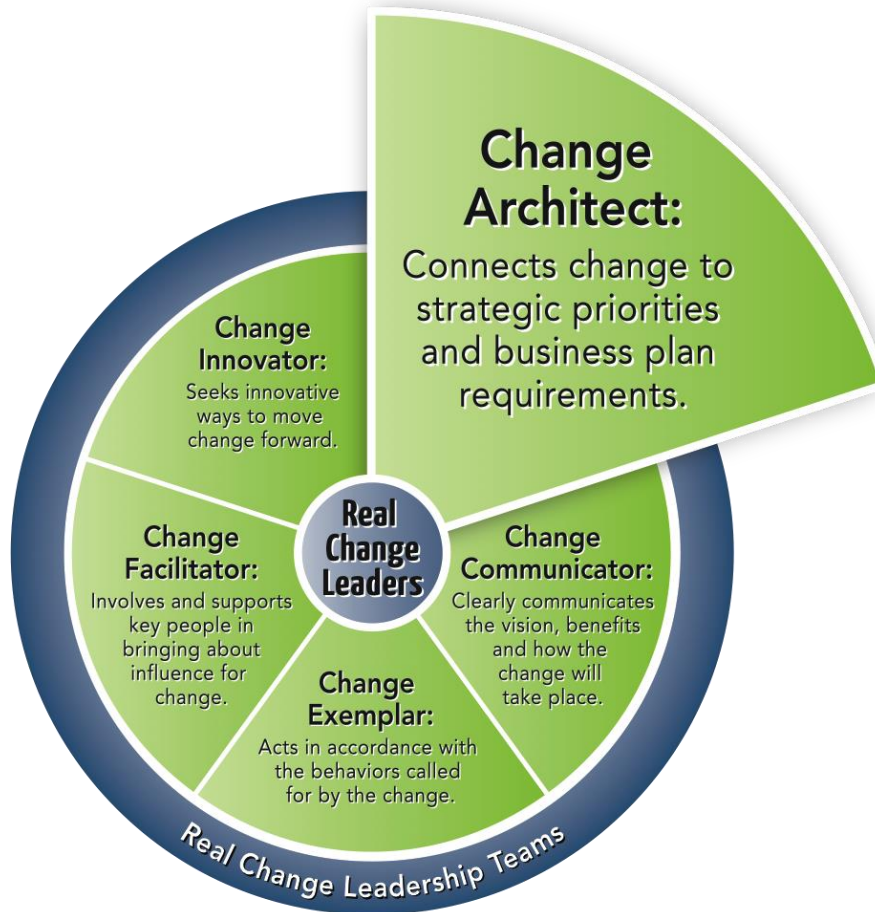 Change
Architect:
Connects change to
strategic priorities
and business plan
requirements.
Change
Innovator:
Seeks innovative
ways to move
change forward.
Real
Change
Leaders
Change
Facilitator:
Involves and supports
key people in
bringing about
influence for
change.
Change
Communicator:
Clearly communicates
the vision, benefits
and how the
change will
take place.
Change
Exemplar:
Acts in accordance with
the behaviors called
for by the change.
Real Change Leadership Teams